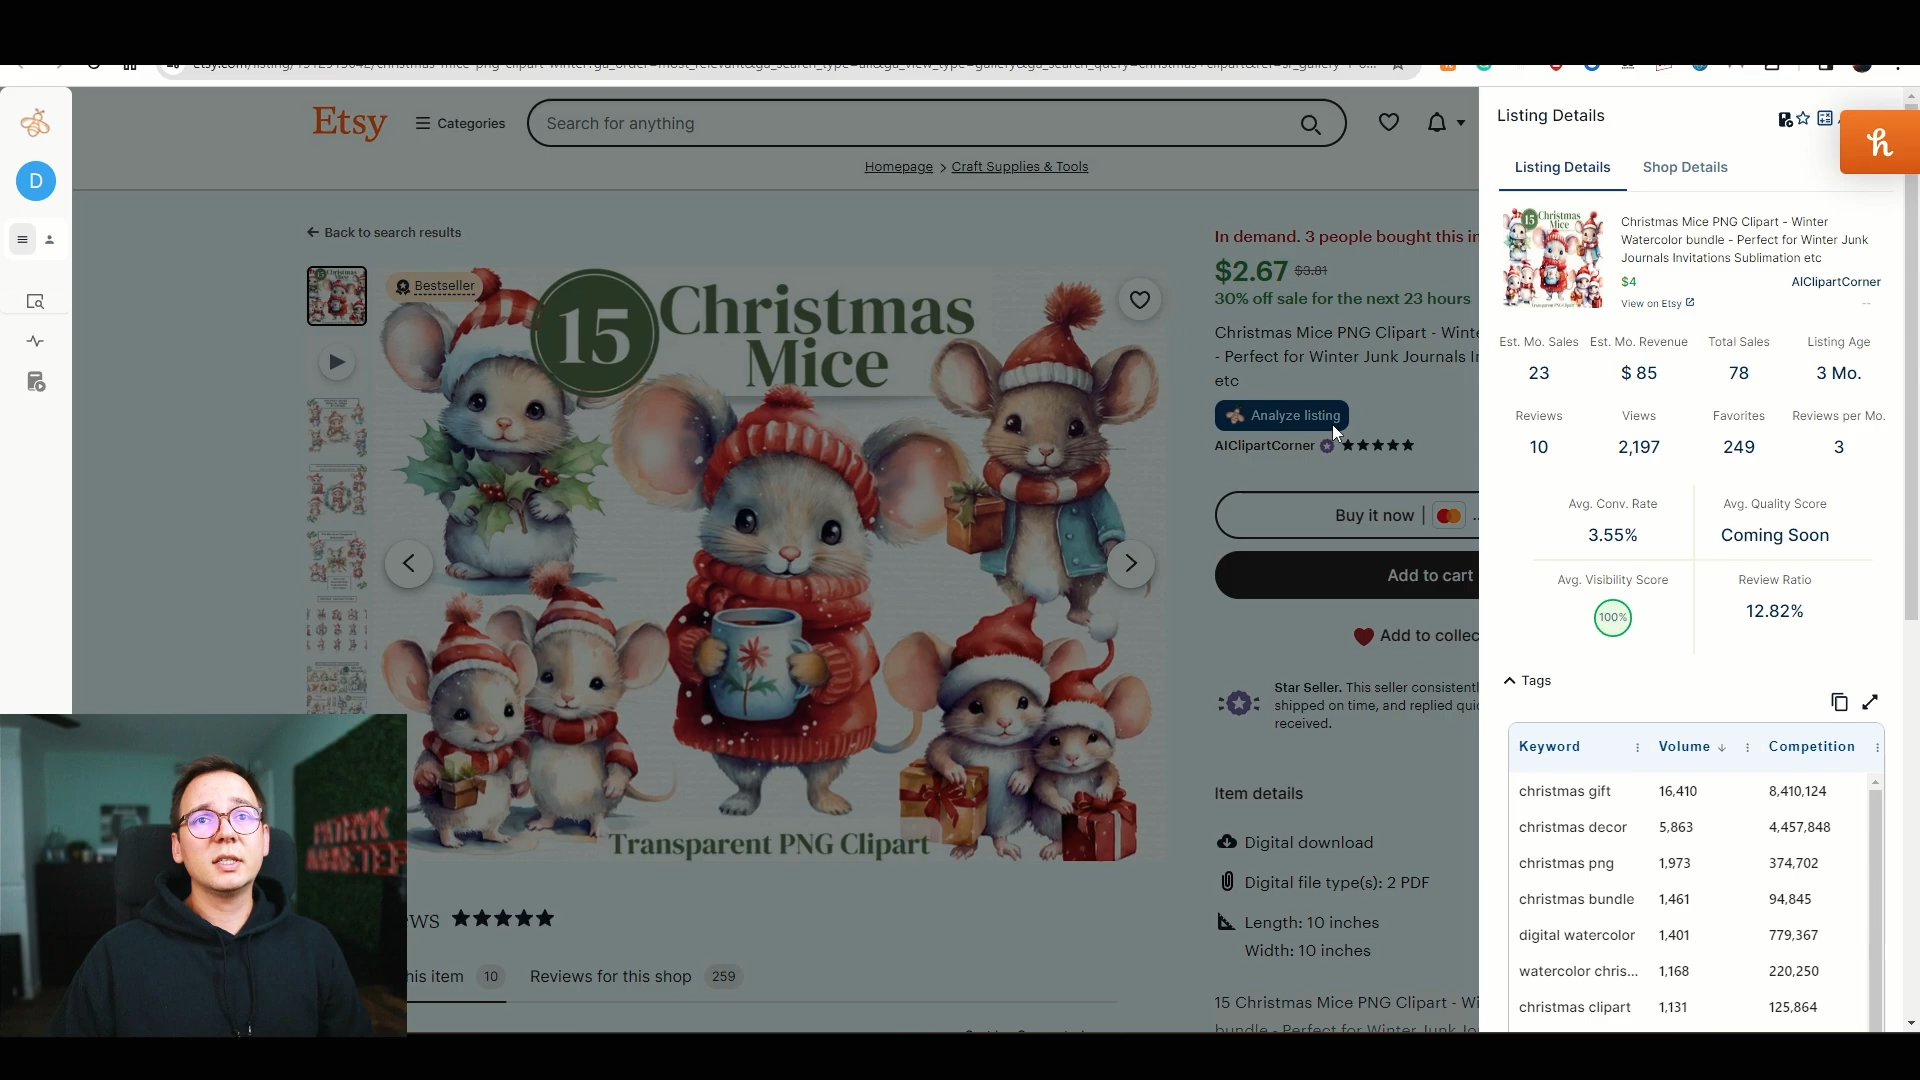 Etsy
Categories
Search for anything
Homepage > Craft Supplies & Tools
Back to search results
Bestseller
15 Christmas
Mice
Transparent PNG Clipart
In demand. 3 people bought this in
$2.67 $3.81
30% off sale for the next 23 hours
Christmas Mice PNG Clipart - Winte
- Perfect for Winter Junk Journals I
etc
Analyze listing
AIClipartCorner
Buy it now
Add to cart
Add to collec
Star Seller. This seller consistentl
shipped on time, and replied quic
received.
Item details
Digital download
Digital file type(s): 2 PDF
Length: 10 inches
Width: 10 inches
15 Christmas Mice PNG Clipart - Wi
bundle - Perfect for Winter Junk Jo
ws
his item 10
Reviews for this shop 259
D
Listing Details
Listing Details Shop Details
15 Christmas
Mice
Christmas Mice PNG Clipart - Winter
Watercolor bundle - Perfect for Winter Junk
Journals Invitations Sublimation etc
$4 AIClipartCorner
View on Etsy --
Est. Mo. Sales Est. Mo. Revenue Total Sales Listing Age
23 $ 85 78 3 Mo.
Reviews Views Favorites Reviews per Mo.
10 2,197 249 3
Avg. Conv. Rate Avg. Quality Score
3.55% Coming Soon
Avg. Visibility Score Review Ratio
100% 12.82%
Tags
Keyword Volume Competition
christmas gift 16,410 8,410,124
christmas decor 5,863 4,457,848
christmas png 1,973 374,702
christmas bundle 1,461 94,845
digital watercolor 1,401 779,367
watercolor chris... 1,168 220,250
christmas clipart 1,131 125,864